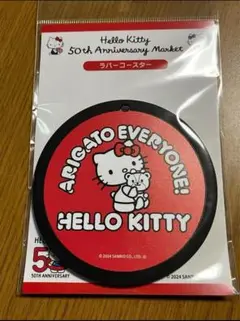 Hello Kitty
50th Anniversary Market
ラバーコースター
ARIGATO EVERYONE!
HELLO KITTY
© 2024 SANRIO CO., LTD.
50TH ANNIVERSARY
© 2024 SANRIO